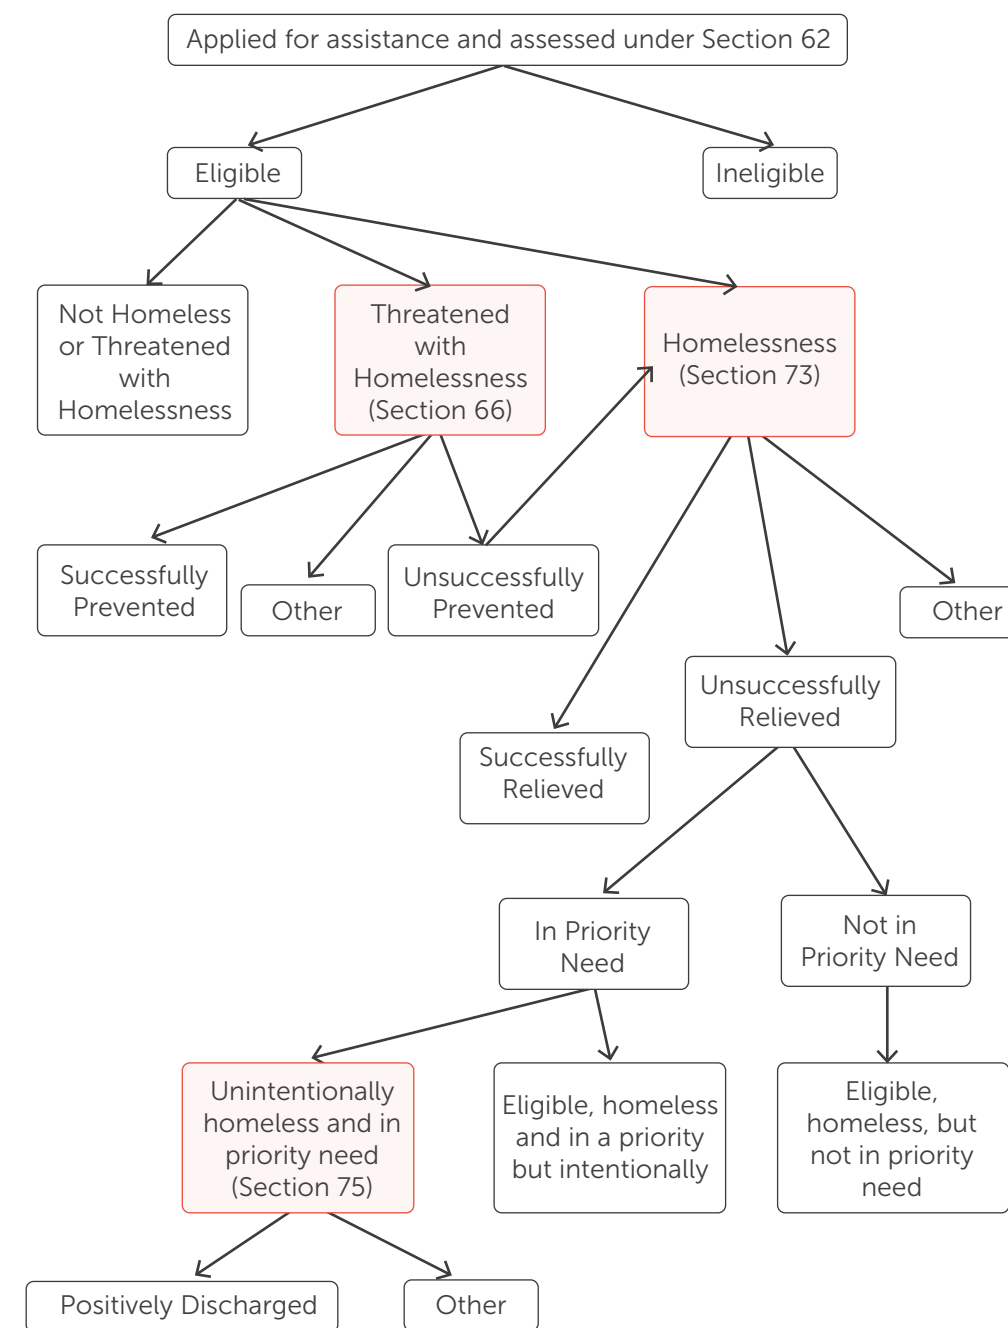 Applied for assistance and assessed under Section 62
Eligible
Ineligible
Not Homeless
or Threatened
with
Homelessness
Threatened
with
Homelessness
(Section 66)
Homelessness
(Section 73)
Successfully
Prevented
Other
Unsuccessfully
Prevented
Other
Successfully
Relieved
Unsuccessfully
Relieved
In Priority
Need
Not in
Priority Need
Unintentionally
homeless and in
priority need
(Section 75)
Eligible, homeless
and in a priority
but intentionally
Eligible,
homeless, but
not in priority
need
Positively Discharged
Other